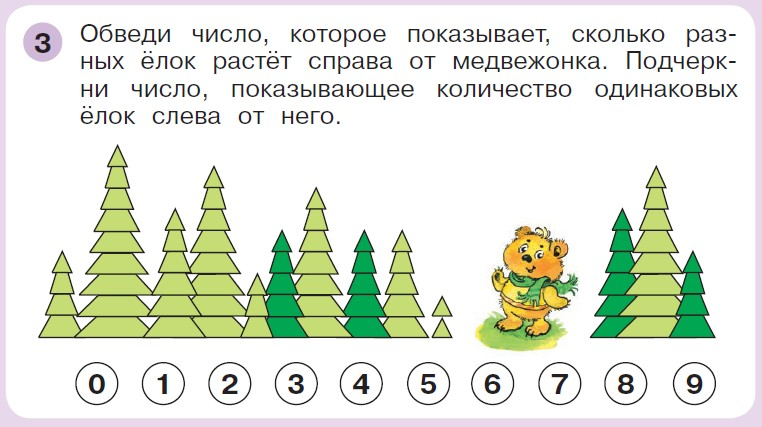 3
Обведи число, которое показывает, сколько раз-
ных ёлок растёт справа от медвежонка. Подчерк-
ни число, показывающее количество одинаковых
ёлок слева от него.
0 1 2 3 4 5 6 7 8 9